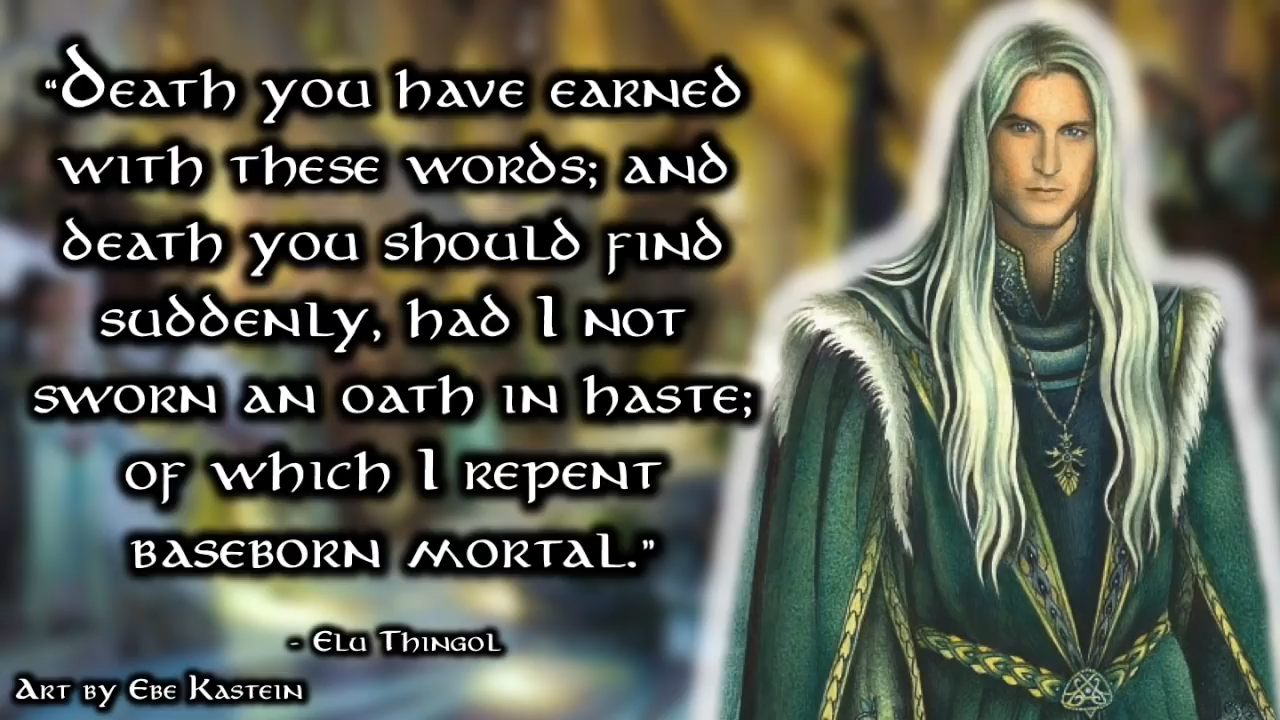 “Death you have earned
with these words; and
death you should find
suddenly, had I not
sworn an oath in haste;
of which I repent
baseborn mortal.”
- Elu Thingol
Art by Ebe Kastein